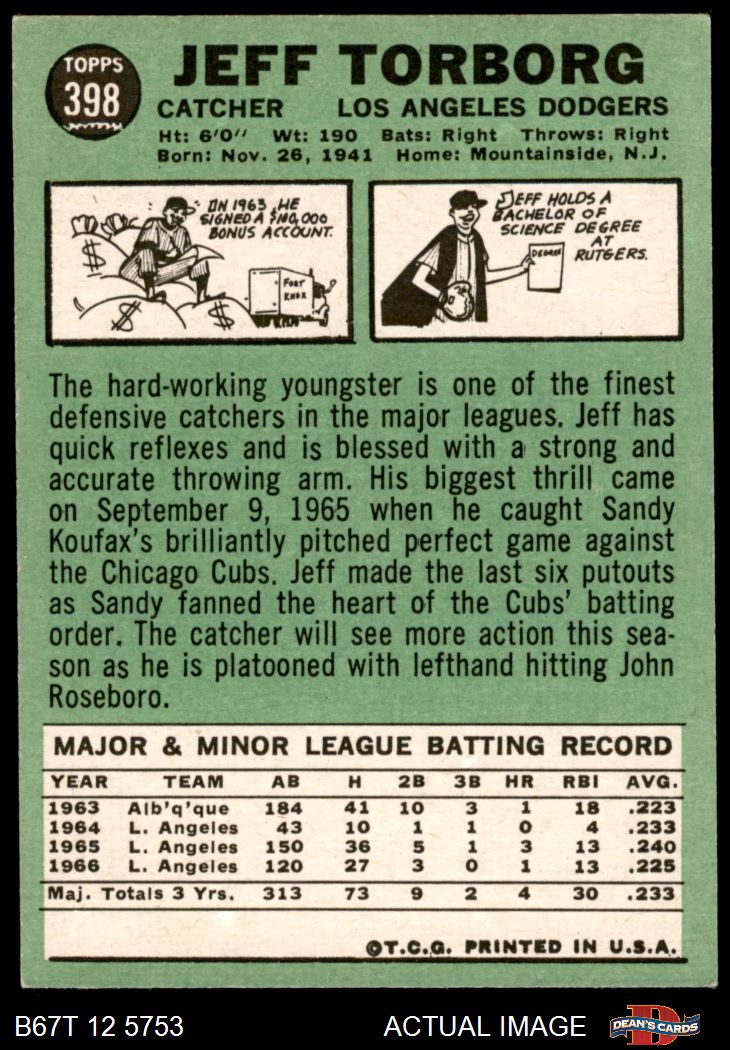 TOPPS
398
JEFF TORBORG
CATCHER LOS ANGELES DODGERS
Ht: 6'0" Wt: 190 Bats: Right Throws: Right
Born: Nov. 26, 1941 Home: Mountainside, N.J.
IN 1963 HE
SIGNED A $100,000
BONUS ACCOUNT.
$
$
$
FORT
KNOX
JEFF HOLDS A
BACHELOR OF
SCIENCE DEGREE
AT
RUTGERS.
DEGREE
The hard-working youngster is one of the finest
defensive catchers in the major leagues. Jeff has
quick reflexes and is blessed with a strong and
accurate throwing arm. His biggest thrill came
on September 9, 1965 when he caught Sandy
Koufax's brilliantly pitched perfect game against
the Chicago Cubs. Jeff made the last six putouts
as Sandy fanned the heart of the Cubs' batting
order. The catcher will see more action this sea-
son as he is platooned with lefthand hitting John
Roseboro.
MAJOR & MINOR LEAGUE BATTING RECORD
YEAR TEAM AB H 2B 3B HR RBI AVG.
1963 Alb'q'que 184 41 10 3 1 18 .223
1964 L. Angeles 43 10 1 1 0 4 .233
1965 L. Angeles 150 36 5 1 3 13 .240
1966 L. Angeles 120 27 3 0 1 13 .225
Maj. Totals 3 Yrs. 313 73 9 2 4 30 .233
©T.C.G. PRINTED IN U.S.A.
B67T 12 5753 ACTUAL IMAGE
D
DEAN'S CARDS